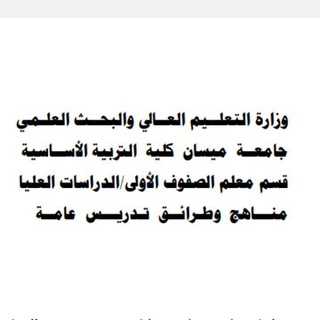 وزارة التعليم العالي والبحث العلمي
جامعة ميسان كلية التربية الأساسية
قسم معلم الصفوف الأولى/الدراسات العليا
مناهج وطرائق تدريس عامة